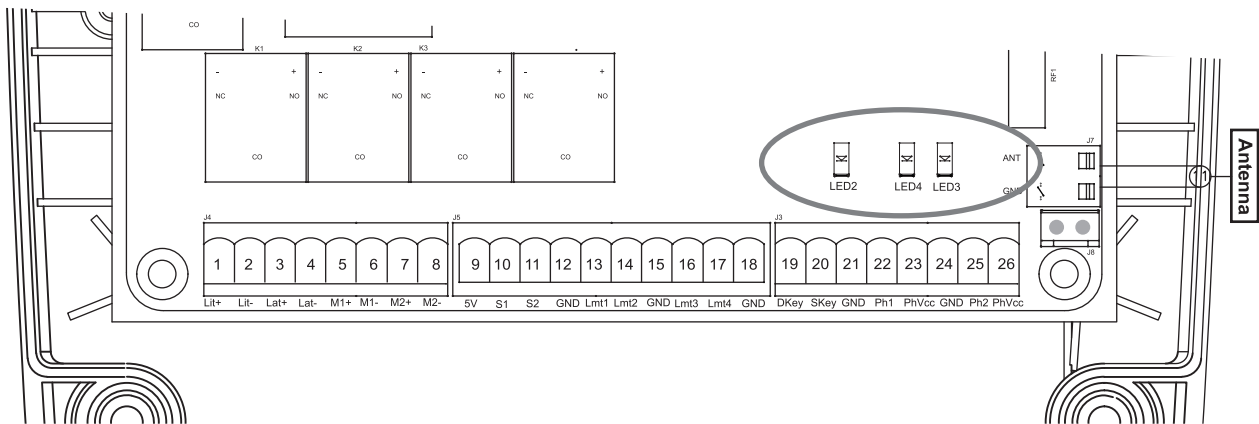 CO
K1 K2 K3
- + - + - + - +
NC NO NC NO NC NO NC NO
CO CO CO CO
RF1
J7
ANT
GND
11
Antenna
LED2 LED4 LED3
J8
J4 J5 J3
1 2 3 4 5 6 7 8 9 10 11 12 13 14 15 16 17 18 19 20 21 22 23 24 25 26
Lit+ Lit- Lat+ Lat- M1+ M1- M2+ M2- 5V S1 S2 GND Lmt1 Lmt2 GND Lmt3 Lmt4 GND DKey SKey GND Ph1 PhVcc GND Ph2 PhVcc